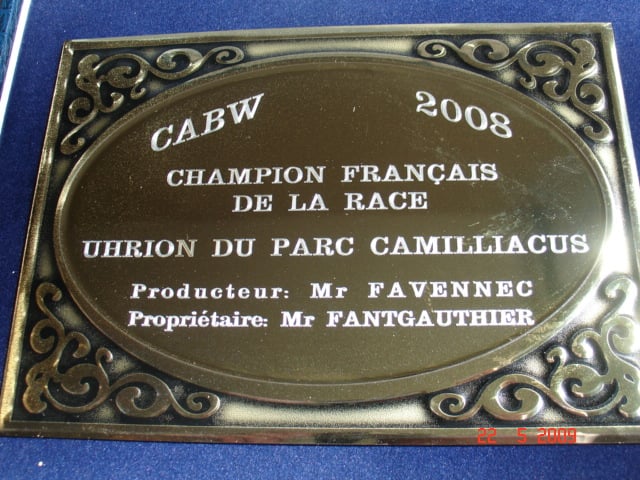 CABW 2008
CHAMPION FRANÇAIS
DE LA RACE
UHRION DU PARC CAMILLIACUS
Producteur: Mr FAVENNEC
Propriétaire: Mr FANTGAUTHIER
22 5 2008